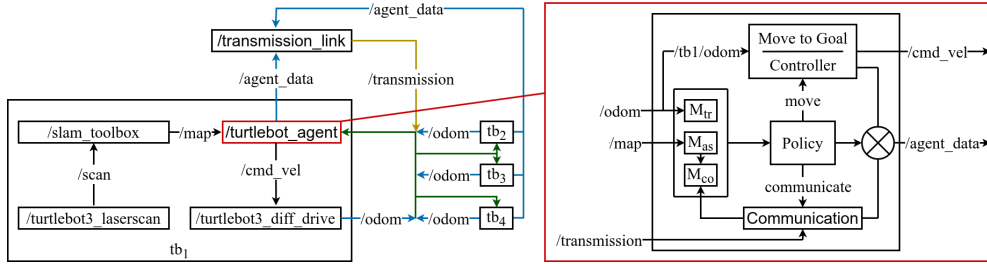 /agent_data
/transmission_link
/agent_data
/transmission
/slam_toolbox
/map
/turtlebot_agent
/odom
tb2
/scan
/cmd_vel
/odom
tb3
/turtlebot3_laserscan
/turtlebot3_diff_drive
/odom
/odom
tb4
tb1
/tb1/odom
Move to Goal
Controller
/cmd_vel
/odom
Mtr
move
/map
Mas
Policy
/agent_data
Mco
communicate
Communication
/transmission